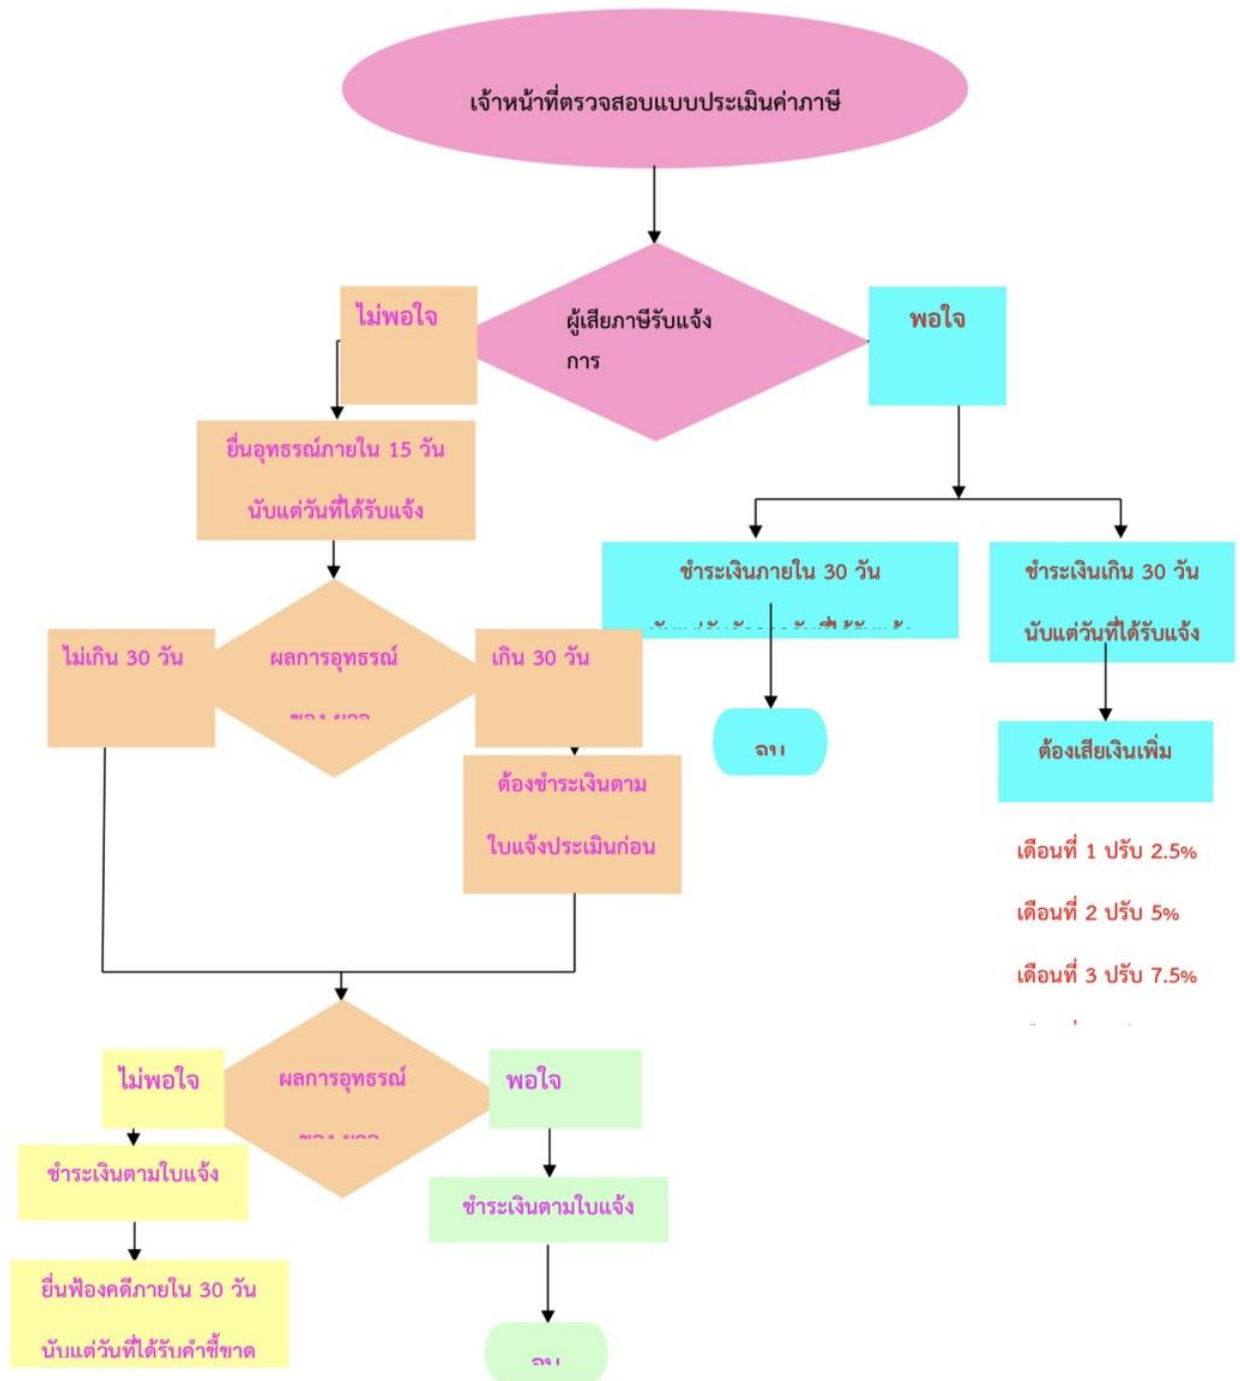 เจ้าหน้าที่ตรวจสอบแบบประเมินค่าภาษี
ไม่พอใจ
ผู้เสียภาษีรับแจ้ง
การ
พอใจ
ยื่นอุทธรณ์ภายใน 15 วัน
นับแต่วันที่ได้รับแจ้ง
ชำระเงินภายใน 30 วัน
ชำระเงินเกิน 30 วัน
นับแต่วันที่ได้รับแจ้ง
ไม่เกิน 30 วัน
ผลการอุทธรณ์
เกิน 30 วัน
จบ
ต้องเสียเงินเพิ่ม
ต้องชำระเงินตาม
ใบแจ้งประเมินก่อน
เดือนที่ 1 ปรับ 2.5%
เดือนที่ 2 ปรับ 5%
เดือนที่ 3 ปรับ 7.5%
ไม่พอใจ
ผลการอุทธรณ์
พอใจ
ชำระเงินตามใบแจ้ง
ชำระเงินตามใบแจ้ง
ยื่นฟ้องคดีภายใน 30 วัน
นับแต่วันที่ได้รับคำชี้ขาด
จบ